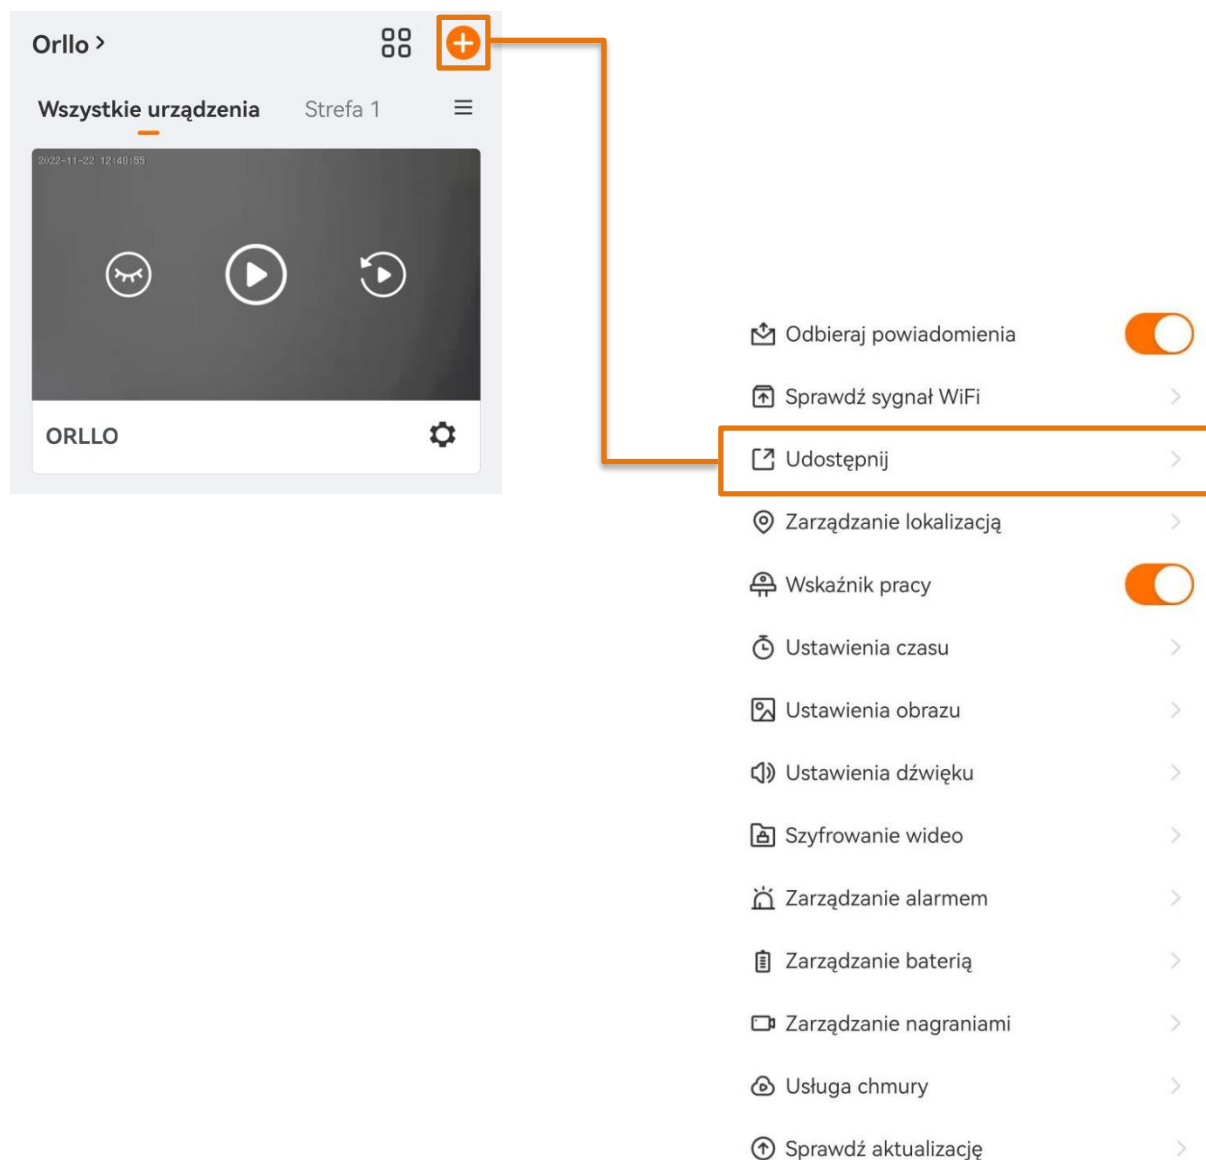 Orllo >
Wszystkie urządzenia Strefa 1
2022-11-22 12:48:55
ORLLO
Odbieraj powiadomienia
Sprawdź sygnał WiFi
Udostępnij
Zarządzanie lokalizacją
Wskaźnik pracy
Ustawienia czasu
Ustawienia obrazu
Ustawienia dźwięku
Szyfrowanie wideo
Zarządzanie alarmem
Zarządzanie baterią
Zarządzanie nagraniami
Usługa chmury
Sprawdź aktualizację